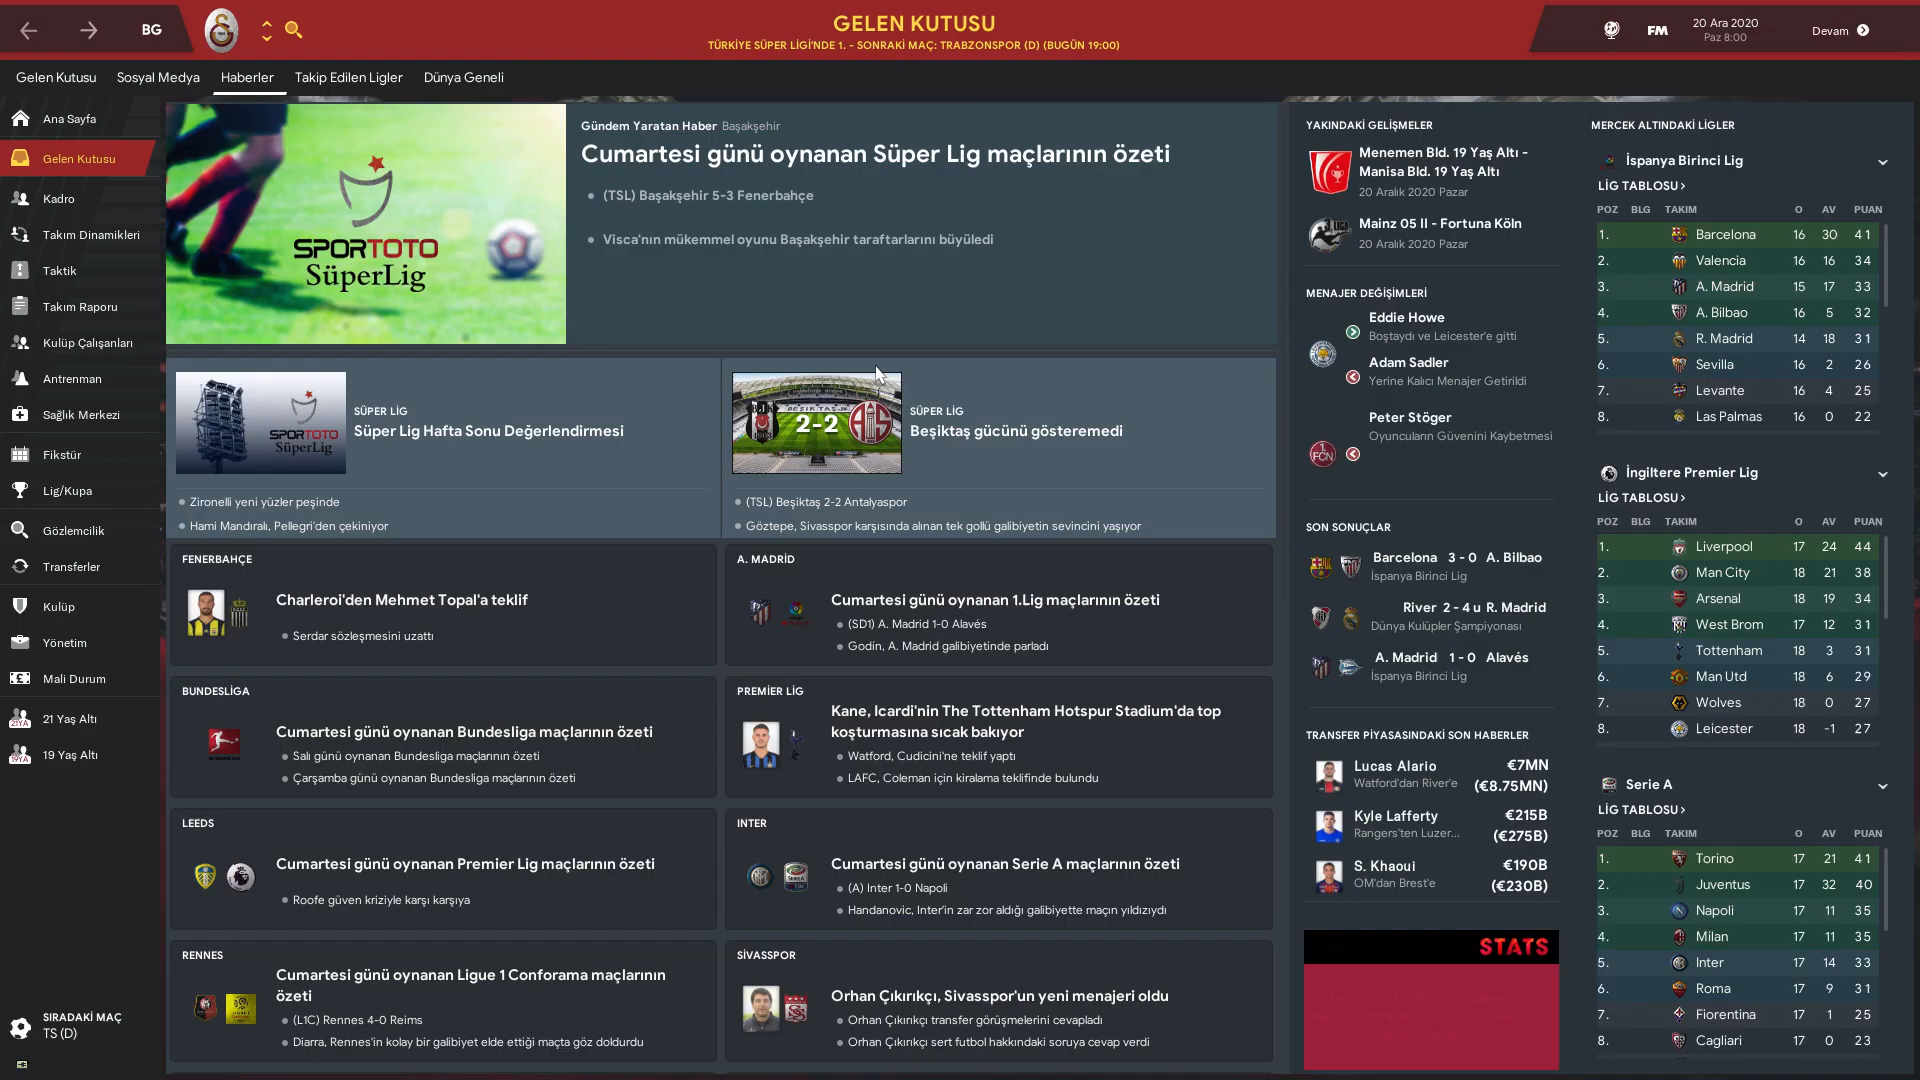 BG
GELEN KUTUSU
TÜRKİYE SÜPER LİGİ'NDE 1. - SONRAKİ MAÇ: TRABZONSPOR (D) (BUGÜN 19:00)
FM
20 Ara 2020
Paz 8:00
Devam
Gelen Kutusu Sosyal Medya Haberler Takip Edilen Ligler Dünya Geneli
Ana Sayfa
Gelen Kutusu
Kadro
Takım Dinamikleri
Taktik
Takım Raporu
Kulüp Çalışanları
Antrenman
Sağlık Merkezi
Fikstür
Lig/Kupa
Gözlemcilik
Transferler
Kulüp
Yönetim
Mali Durum
21YA 21 Yaş Altı
19YA 19 Yaş Altı
SIRADAKİ MAÇ
TS (D)
SPORTOTO
SüperLig
Gündem Yaratan Haber Başakşehir
Cumartesi günü oynanan Süper Lig maçlarının özeti
(TSL) Başakşehir 5-3 Fenerbahçe
Visca'nın mükemmel oyunu Başakşehir taraftarlarını büyüledi
SPORTOTO
SüperLig
SÜPER LİG
Süper Lig Hafta Sonu Değerlendirmesi
Zironelli yeni yüzler peşinde
Hami Mandıralı, Pellegri'den çekiniyor
BEŞİKTAŞ JK
2-2
SÜPER LİG
Beşiktaş gücünü gösteremedi
(TSL) Beşiktaş 2-2 Antalyaspor
Göztepe, Sivasspor karşısında alınan tek gollü galibiyetin sevincini yaşıyor
FENERBAHÇE
Charleroi'den Mehmet Topal'a teklif
Serdar sözleşmesini uzattı
A. MADRİD
Cumartesi günü oynanan 1.Lig maçlarının özeti
(SD1) A. Madrid 1-0 Alavés
Godín, A. Madrid galibiyetinde parladı
BUNDESLİGA
Cumartesi günü oynanan Bundesliga maçlarının özeti
Salı günü oynanan Bundesliga maçlarının özeti
Çarşamba günü oynanan Bundesliga maçlarının özeti
PREMİER LİG
Kane, Icardi'nin The Tottenham Hotspur Stadium'da top
koşturmasına sıcak bakıyor
Watford, Cudicini'ne teklif yaptı
LAFC, Coleman için kiralama teklifinde bulundu
LEEDS
Cumartesi günü oynanan Premier Lig maçlarının özeti
Roofe güven kriziyle karşı karşıya
INTER
Cumartesi günü oynanan Serie A maçlarının özeti
(A) Inter 1-0 Napoli
Handanovic, Inter'in zar zor aldığı galibiyette maçın yıldızıydı
RENNES
Cumartesi günü oynanan Ligue 1 Conforama maçlarının
özeti
(L1C) Rennes 4-0 Reims
Diarra, Rennes'in kolay bir galibiyet elde ettiği maçta göz doldurdu
SİVASSPOR
Orhan Çıkırıkçı, Sivasspor'un yeni menajeri oldu
Orhan Çıkırıkçı transfer görüşmelerini cevapladı
Orhan Çıkırıkçı sert futbol hakkındaki soruya cevap verdi
YAKINDAKİ GELİŞMELER
Menemen Bld. 19 Yaş Altı -
Manisa Bld. 19 Yaş Altı
20 Aralık 2020 Pazar
Mainz 05 II - Fortuna Köln
20 Aralık 2020 Pazar
MENAJER DEĞİŞİMLERİ
Eddie Howe
Boştaydı ve Leicester'e gitti
Adam Sadler
Yerine Kalıcı Menajer Getirildi
Peter Stöger
Oyuncuların Güvenini Kaybetmesi
SON SONUÇLAR
Barcelona 3 - 0 A. Bilbao
İspanya Birinci Lig
River 2 - 4 u R. Madrid
Dünya Kulüpler Şampiyonası
A. Madrid 1 - 0 Alavés
İspanya Birinci Lig
TRANSFER PİYASASINDAKİ SON HABERLER
Lucas Alario €7MN
Watford'dan River'e (€8.75MN)
Kyle Lafferty €215B
Rangers'ten Luzer... (€275B)
S. Khaoui €190B
OM'dan Brest'e (€230B)
STATS
MERCEK ALTINDAKİ LİGLER
İspanya Birinci Lig
LİG TABLOSU>
POZ BLG TAKIM O AV PUAN
1. Barcelona 16 30 41
2. Valencia 16 16 34
3. A. Madrid 15 17 33
4. A. Bilbao 16 5 32
5. R. Madrid 14 18 31
6. Sevilla 16 2 26
7. Levante 16 4 25
8. Las Palmas 16 0 22
İngiltere Premier Lig
LİG TABLOSU>
POZ BLG TAKIM O AV PUAN
1. Liverpool 17 24 44
2. Man City 18 21 38
3. Arsenal 18 19 34
4. West Brom 17 12 31
5. Tottenham 18 3 31
6. Man Utd 18 6 29
7. Wolves 18 0 27
8. Leicester 18 -1 27
Serie A
LİG TABLOSU>
POZ BLG TAKIM O AV PUAN
1. Torino 17 21 41
2. Juventus 17 32 40
3. Napoli 17 11 35
4. Milan 17 11 35
5. Inter 17 14 33
6. Roma 17 9 31
7. Fiorentina 17 1 25
8. Cagliari 17 0 23